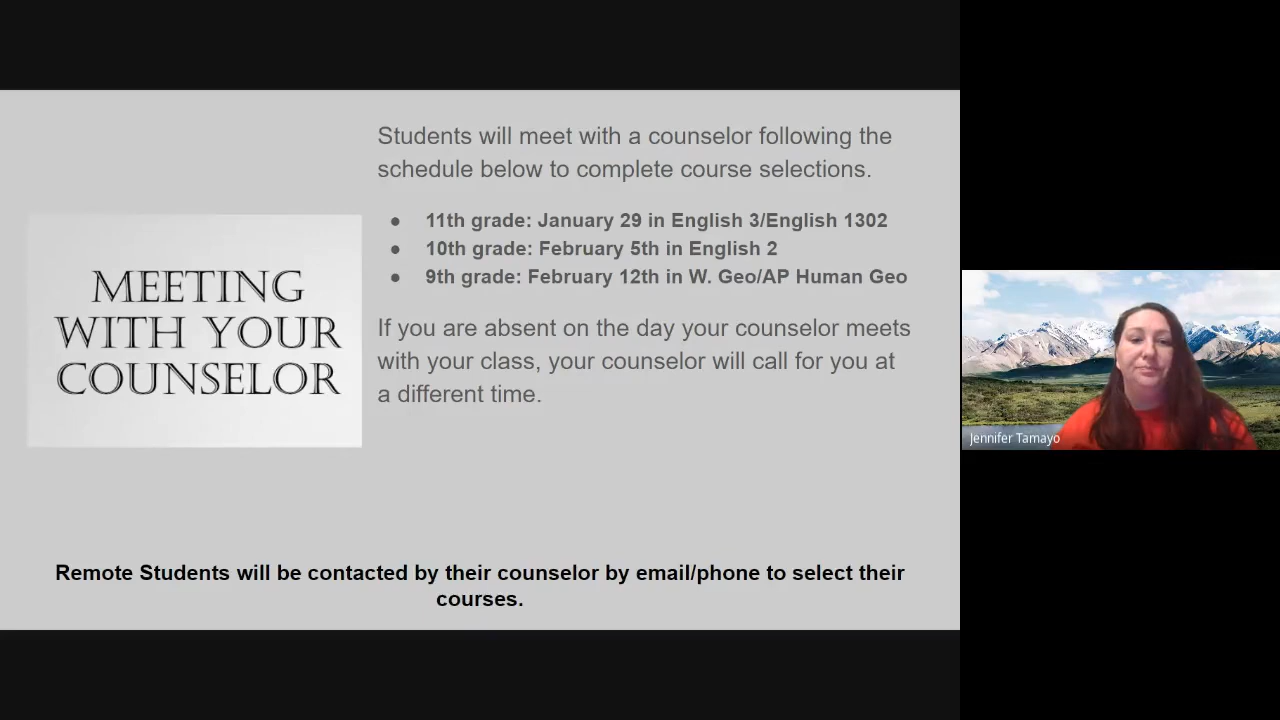 Students will meet with a counselor following the
schedule below to complete course selections.
● 11th grade: January 29 in English 3/English 1302
● 10th grade: February 5th in English 2
● 9th grade: February 12th in W. Geo/AP Human Geo
MEETING
WITH YOUR
COUNSELOR
If you are absent on the day your counselor meets
with your class, your counselor will call for you at
a different time.
Remote Students will be contacted by their counselor by email/phone to select their
courses.
Jennifer Tamayo